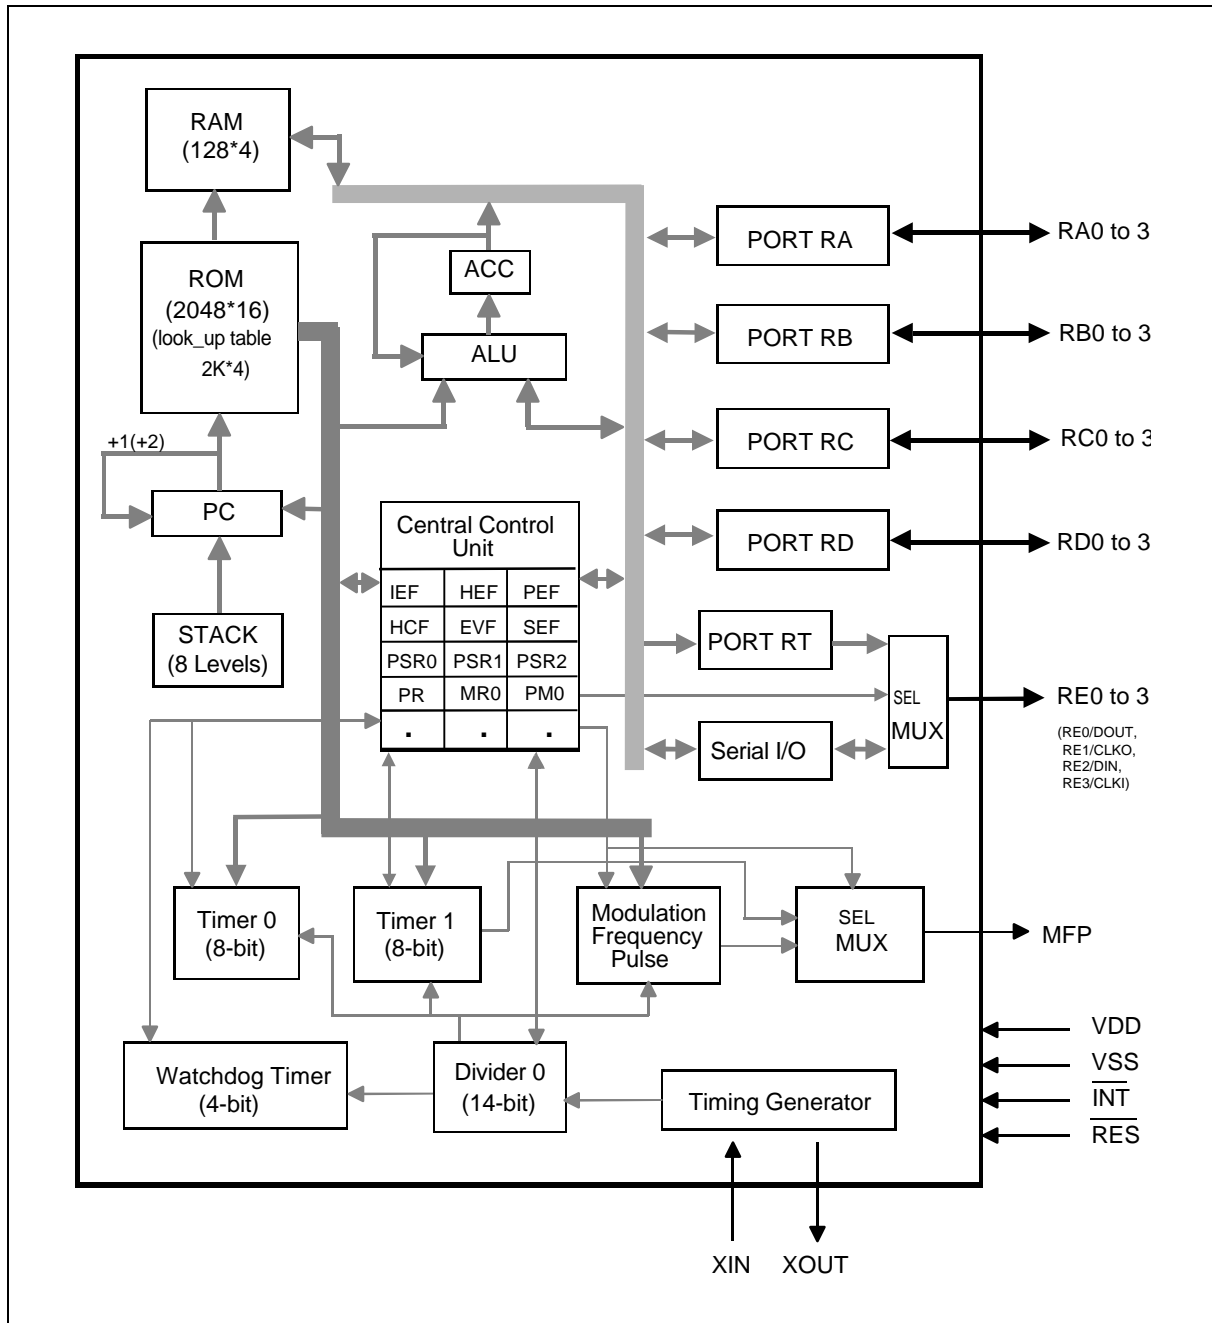 RAM
(128*4)
ROM
(2048*16)
(look_up table
2K*4)
+1(+2)
PC
STACK
(8 Levels)
ACC
ALU
Central Control
Unit
IEF HEF PEF
HCF EVF SEF
PSR0 PSR1 PSR2
PR MR0 PM0
. . .
PORT RA
PORT RB
PORT RC
PORT RD
PORT RT
Serial I/O
SEL
MUX
RA0 to 3
RB0 to 3
RC0 to 3
RD0 to 3
RE0 to 3
(RE0/DOUT,
RE1/CLKO,
RE2/DIN,
RE3/CLKI)
Timer 0
(8-bit)
Timer 1
(8-bit)
Modulation
Frequency
Pulse
SEL
MUX
MFP
Watchdog Timer
(4-bit)
Divider 0
(14-bit)
Timing Generator
VDD
VSS
INT
RES
XIN XOUT